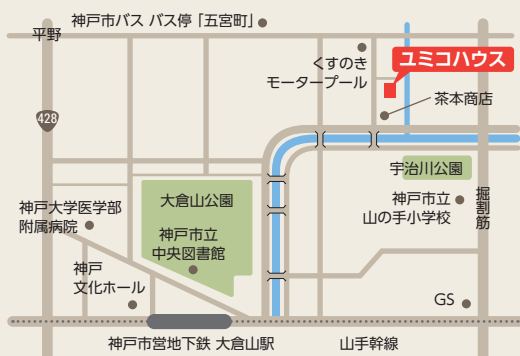 神戸市バス バス停「五宮町」
平野
くすのき
モータープール
ユミコハウス
茶本商店
428
宇治川公園
大倉山公園
神戸市立
山の手小学校
掘割筋
神戸大学医学部
附属病院
神戸市立
中央図書館
神戸
文化ホール
GS
神戸市営地下鉄 大倉山駅
山手幹線